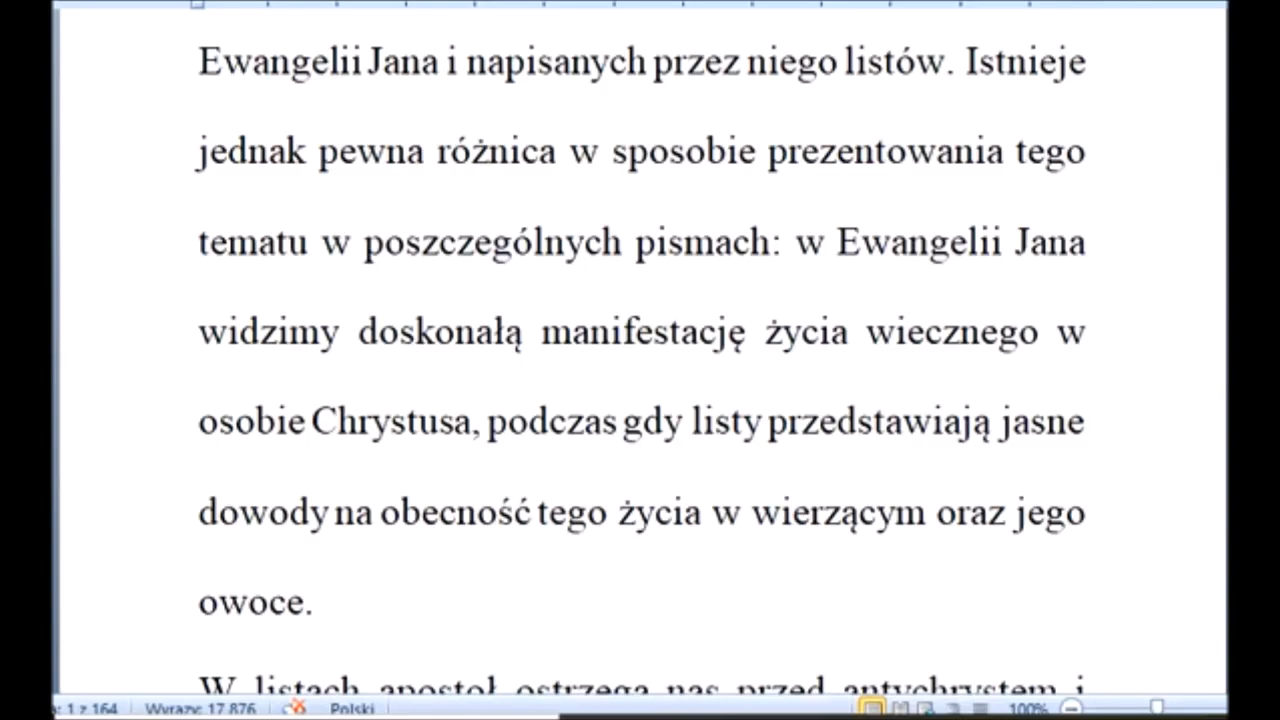 Ewangelii Jana i napisanych przez niego listów. Istnieje
jednak pewna różnica w sposobie prezentowania tego
tematu w poszczególnych pismach: w Ewangelii Jana
widzimy doskonałą manifestację życia wiecznego w
osobie Chrystusa, podczas gdy listy przedstawiają jasne
dowody na obecność tego życia w wierzącym oraz jego
owoce.
W listach apostoł ostrzega nas przed antychrystem i
: 1 z 164 Wyrazy: 17 876 Polski 100%